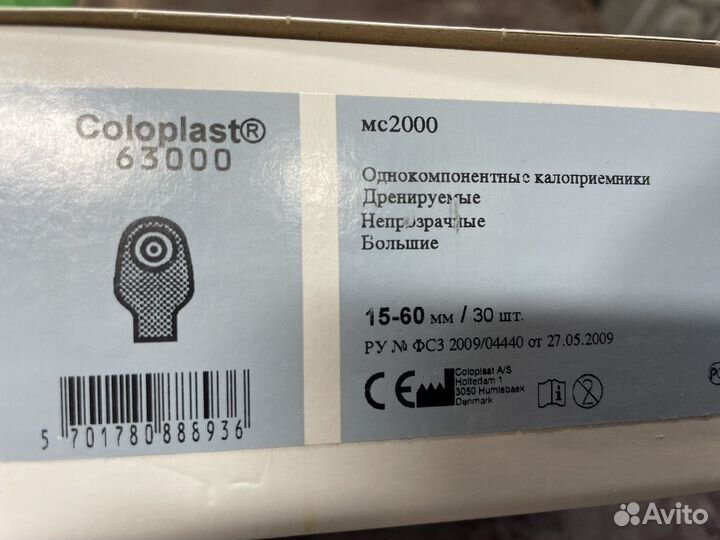 Coloplast®
63000
5 701780 888936
мс2000
Однокомпонентные калоприемники
Дренируемые
Непрозрачные
Большие
15-60 мм / 30 шт.
РУ № ФСЗ 2009/04440 от 27.05.2009
CE
Coloplast A/S
Holtedam 1
3050 Humlebaek
Denmark
Avito